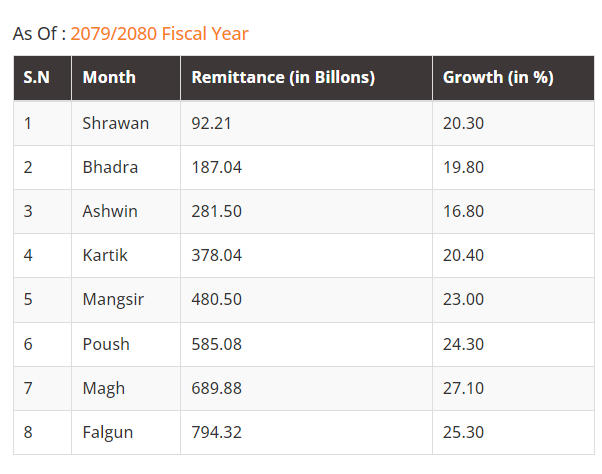 As Of : 2079/2080 Fiscal Year
S.N Month Remittance (in Billons) Growth (in %)
1 Shrawan 92.21 20.30
2 Bhadra 187.04 19.80
3 Ashwin 281.50 16.80
4 Kartik 378.04 20.40
5 Mangsir 480.50 23.00
6 Poush 585.08 24.30
7 Magh 689.88 27.10
8 Falgun 794.32 25.30